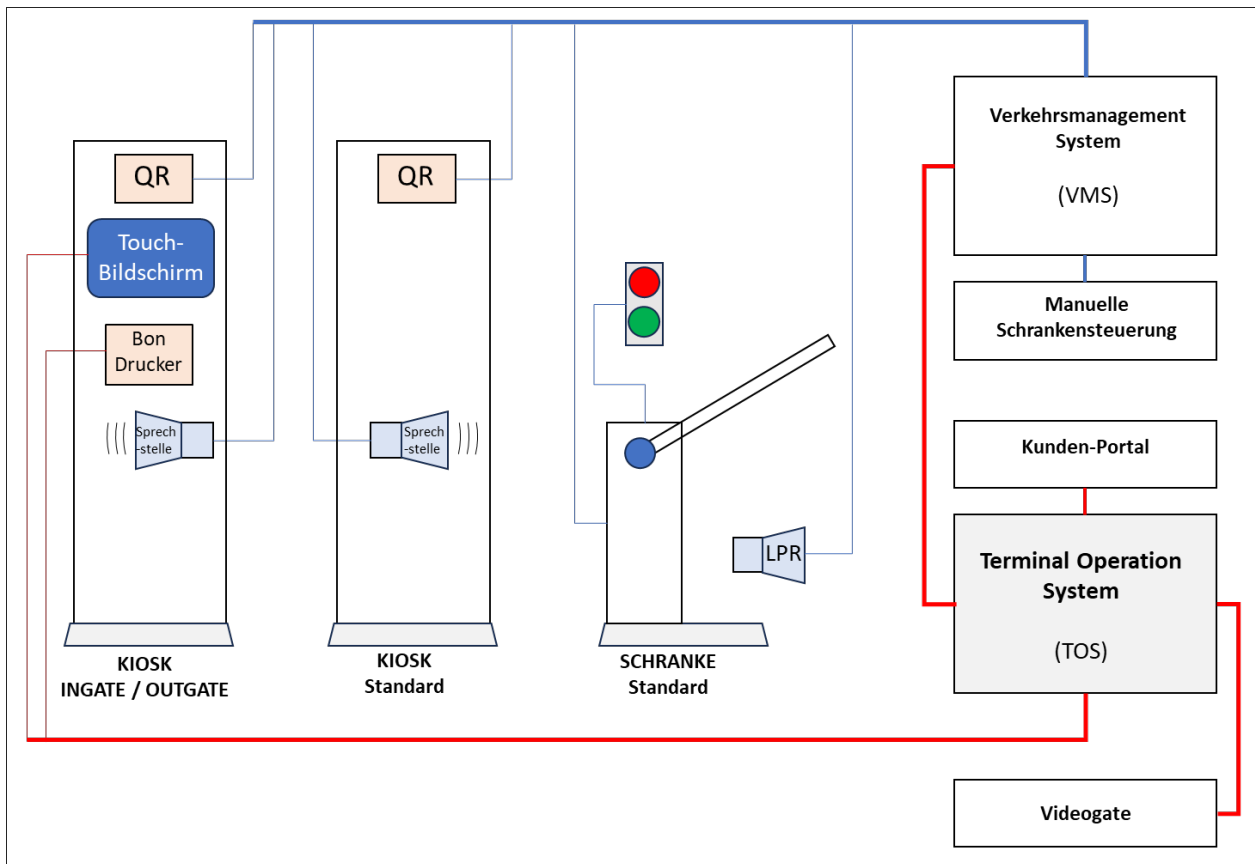 QR
Touch-
Bildschirm
Bon
Drucker
Sprech
-stelle
KIOSK
INGATE / OUTGATE
QR
Sprech
-stelle
KIOSK
Standard
LPR
SCHRANKE
Standard
Verkehrsmanagement
System
(VMS)
Manuelle
Schrankensteuerung
Kunden-Portal
Terminal Operation
System
(TOS)
Videogate